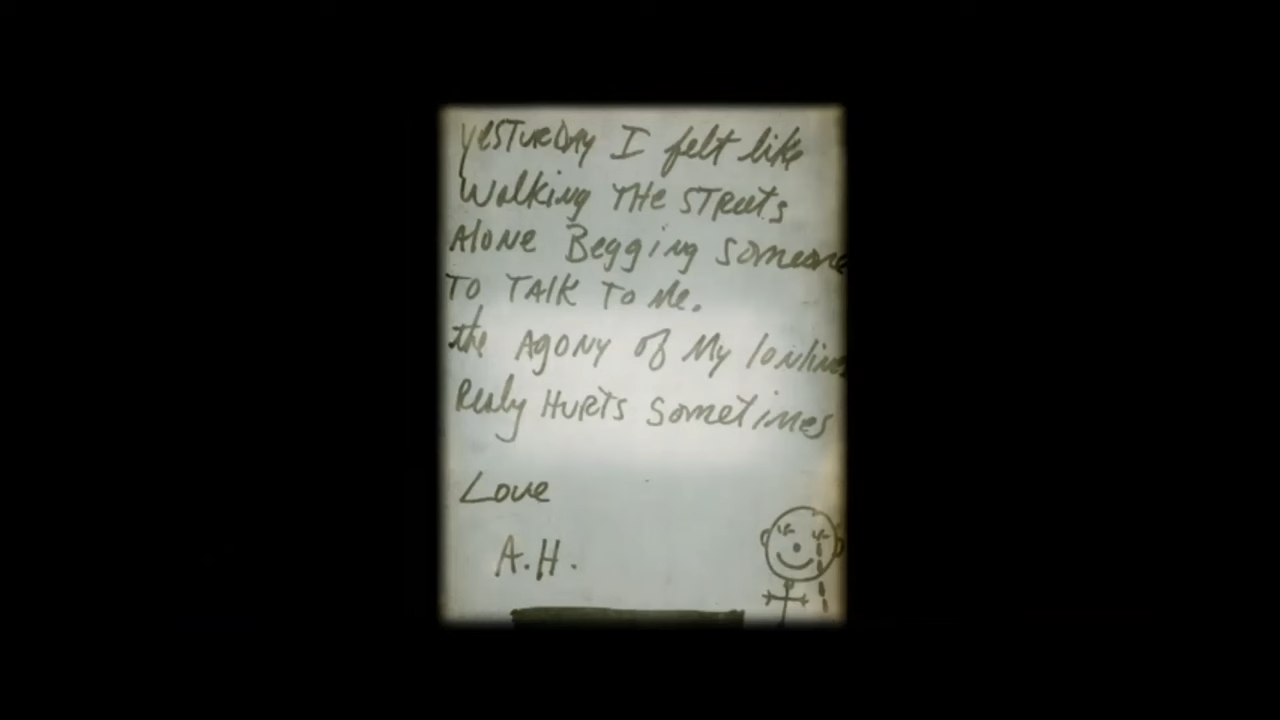 yesTurDay I felt like
Walking THe STReets
Alone Begging someone
To TAlk To Me.
the Agony of My lonlines
Realy HuRTs Sometimes
Love
A.H.